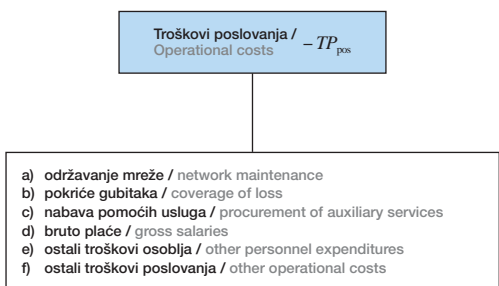 Troškovi poslovanja / – TPpos
Operational costs
a) održavanje mreže / network maintenance
b) pokriće gubitaka / coverage of loss
c) nabava pomoćih usluga / procurement of auxiliary services
d) bruto plaće / gross salaries
e) ostali troškovi osoblja / other personnel expenditures
f) ostali troškovi poslovanja / other operational costs